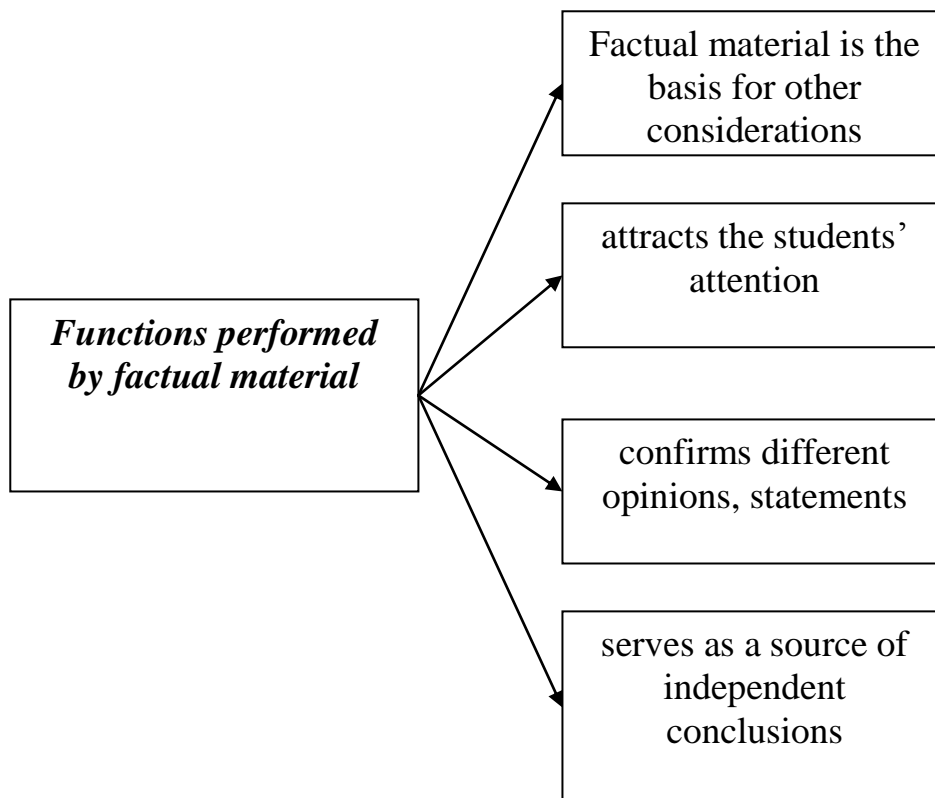 Factual material is the
basis for other
considerations
attracts the students’
attention
Functions performed
by factual material
confirms different
opinions, statements
serves as a source of
independent
conclusions